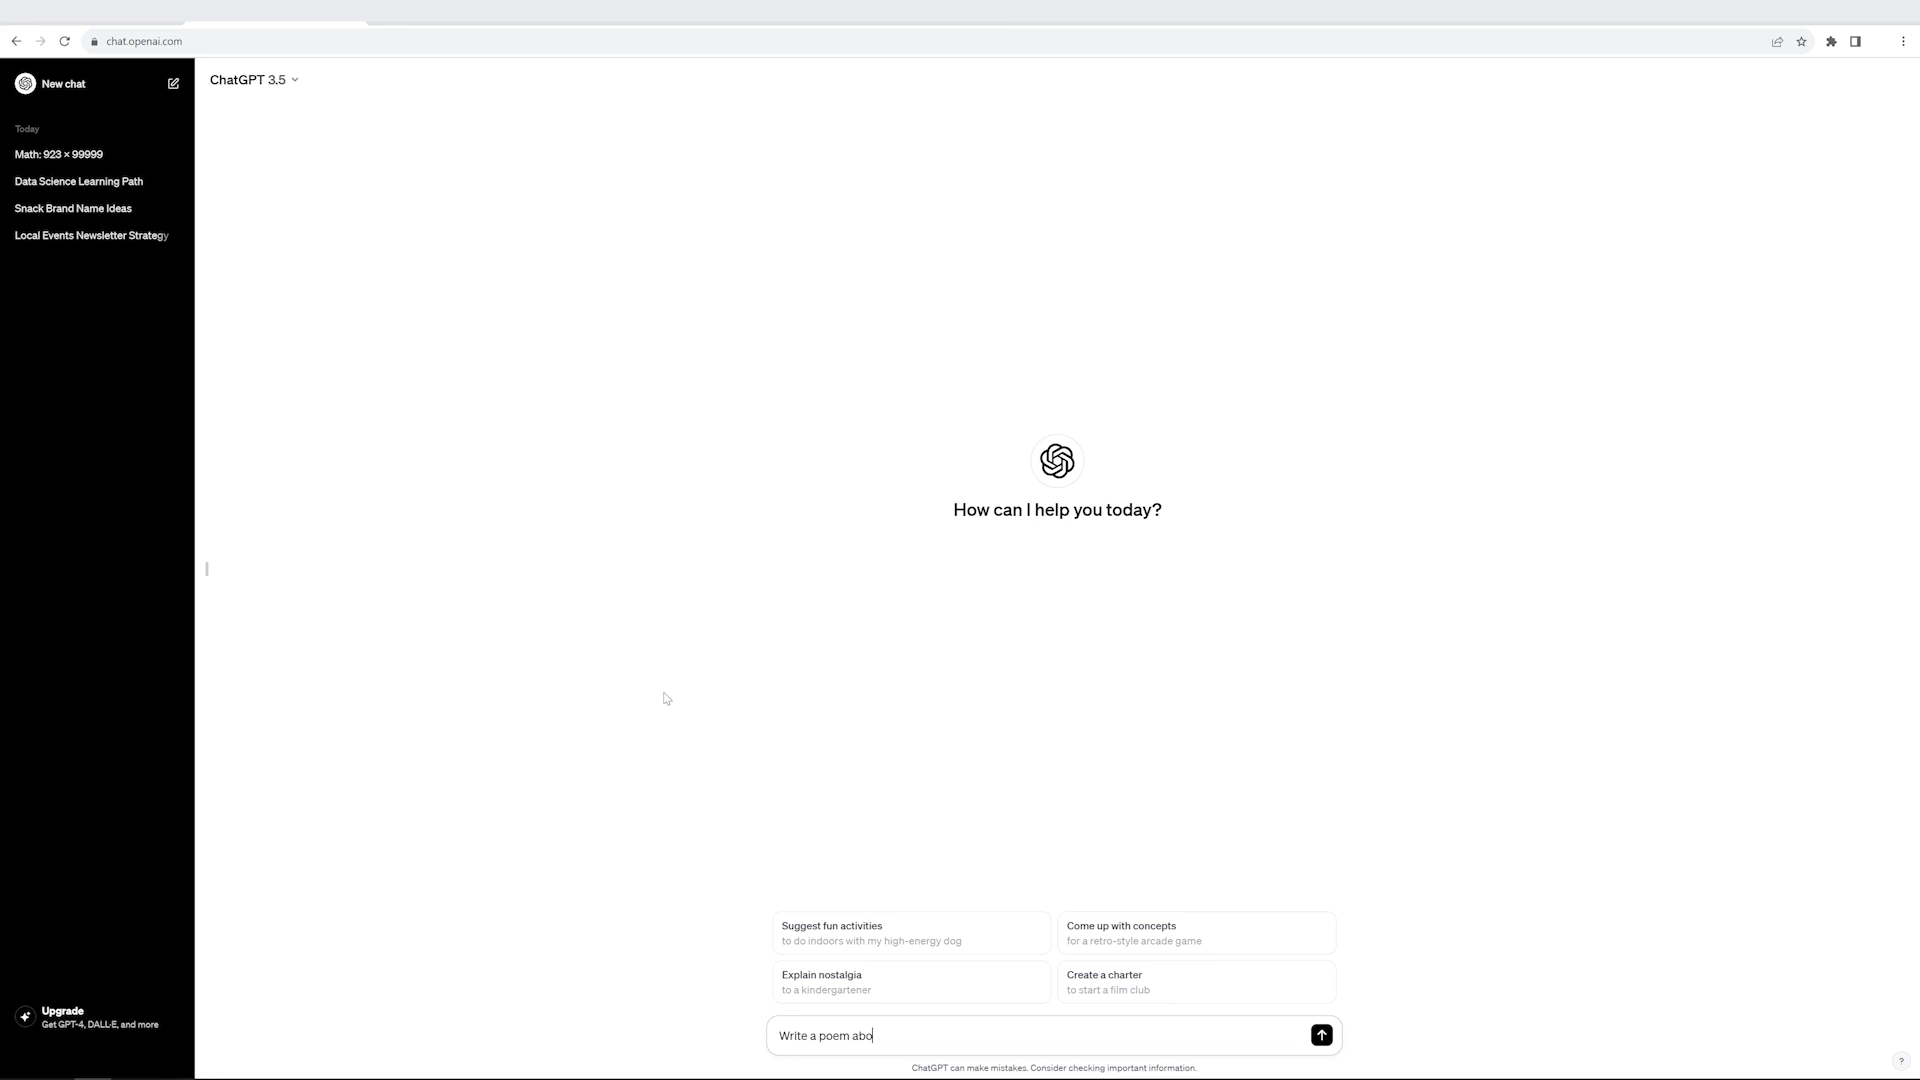 chat.openai.com
New chat
Today
Math: 923 × 99999
Data Science Learning Path
Snack Brand Name Ideas
Local Events Newsletter Strategy
Upgrade
Get GPT-4, DALL·E, and more
ChatGPT 3.5
How can I help you today?
Suggest fun activities
to do indoors with my high-energy dog
Come up with concepts
for a retro-style arcade game
Explain nostalgia
to a kindergartener
Create a charter
to start a film club
Write a poem abo
ChatGPT can make mistakes. Consider checking important information.
?